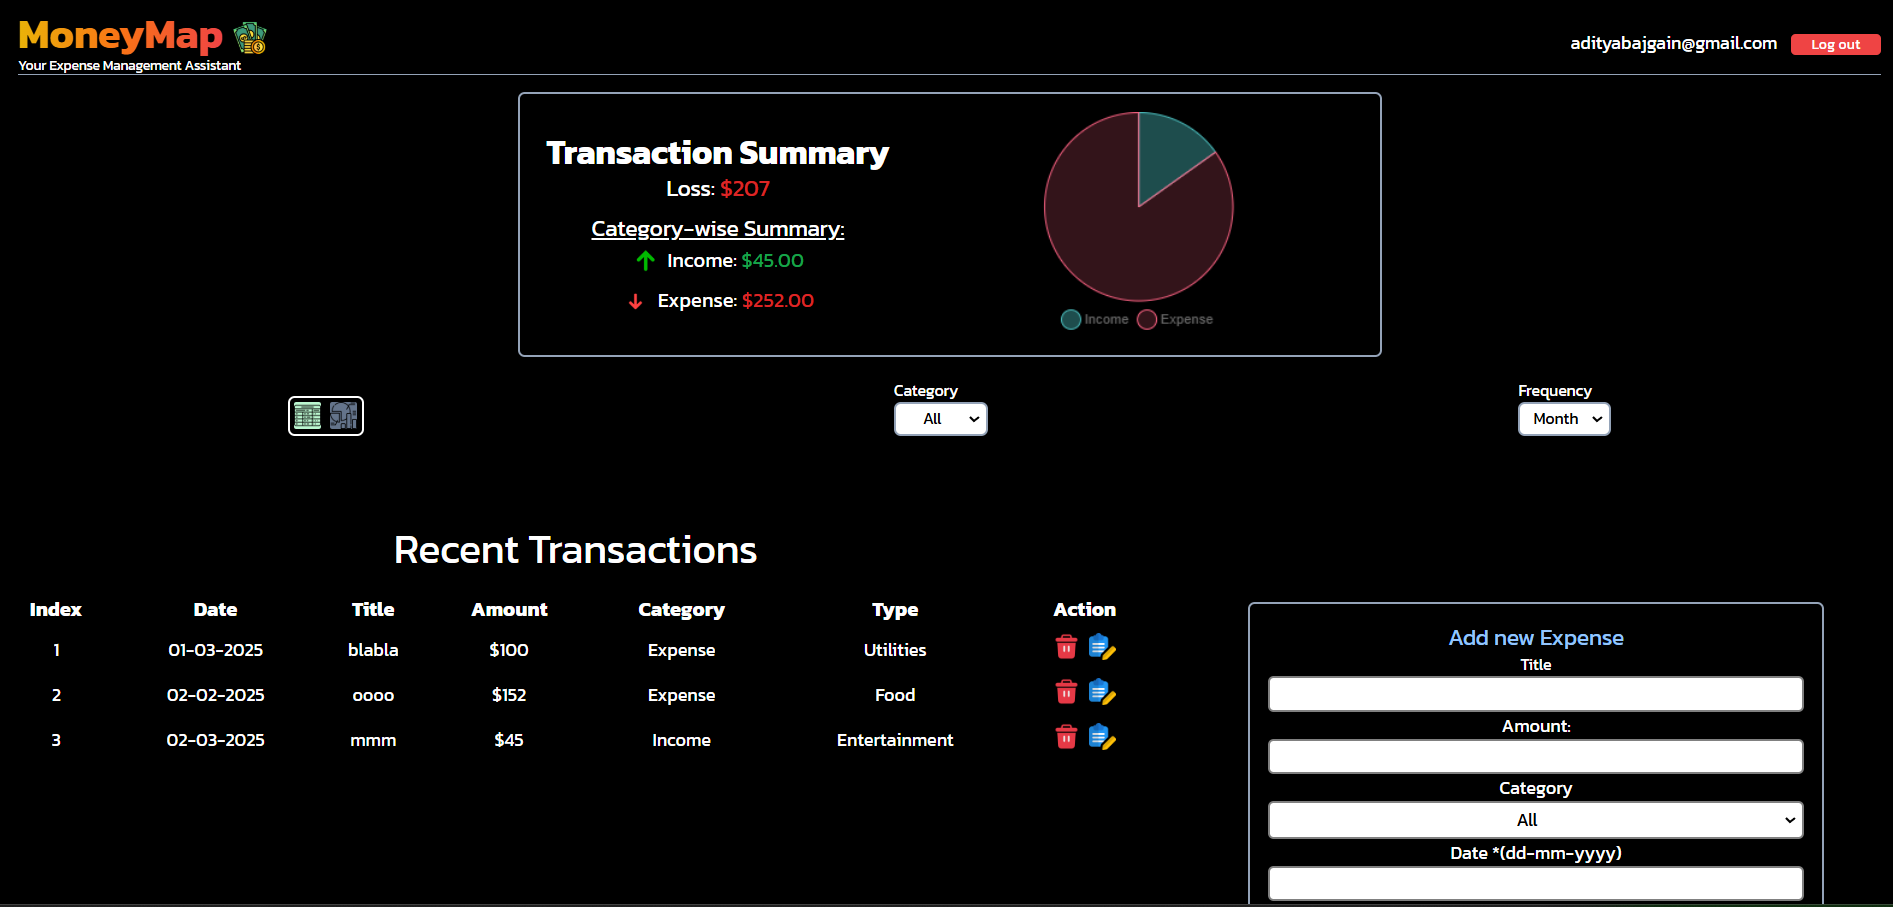 MoneyMap
Your Expense Management Assistant
adityabajgain@gmail.com Log out
Transaction Summary
Loss: $207
Category-wise Summary:
Income: $45.00
Expense: $252.00
Income Expense
Category
All
Frequency
Month
Recent Transactions
Index Date Title Amount Category Type Action
1 01-03-2025 blabla $100 Expense Utilities
2 02-02-2025 oooo $152 Expense Food
3 02-03-2025 mmm $45 Income Entertainment
Add new Expense
Title
Amount:
Category
All
Date *(dd-mm-yyyy)